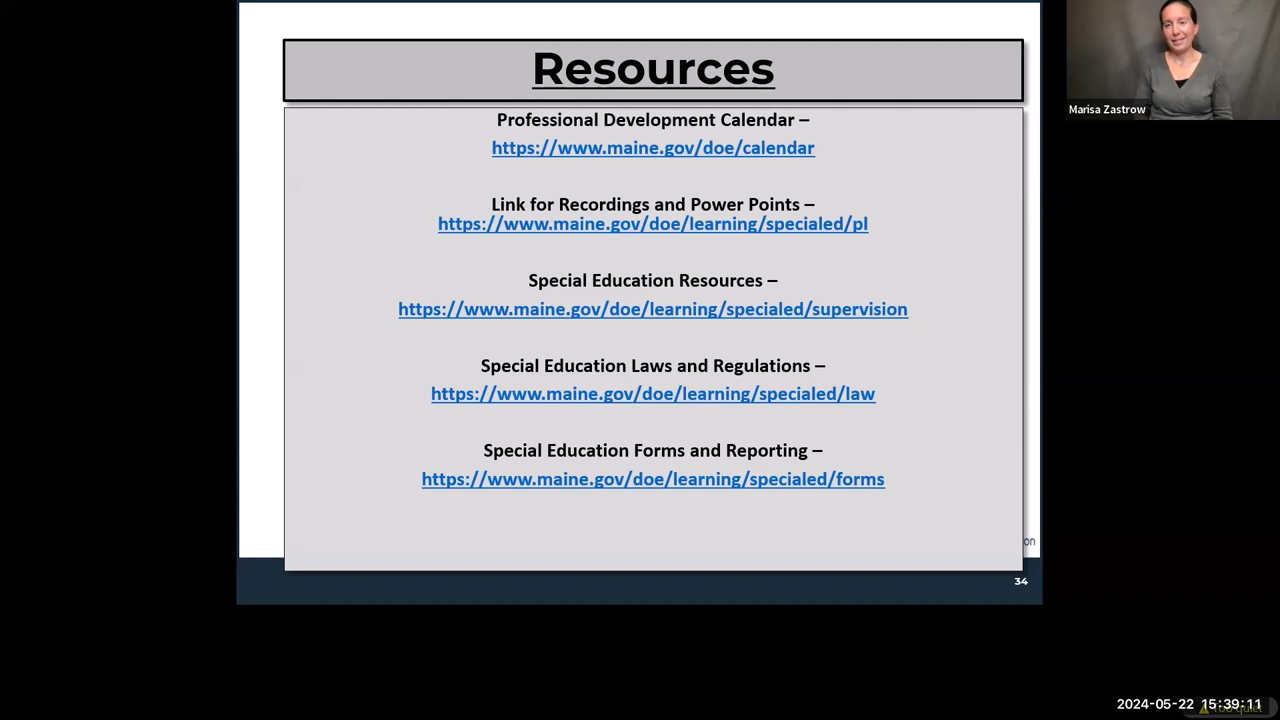 Resources
Professional Development Calendar –
https://www.maine.gov/doe/calendar
Link for Recordings and Power Points –
https://www.maine.gov/doe/learning/specialed/pl
Special Education Resources –
https://www.maine.gov/doe/learning/specialed/supervision
Special Education Laws and Regulations –
https://www.maine.gov/doe/learning/specialed/law
Special Education Forms and Reporting –
https://www.maine.gov/doe/learning/specialed/forms
on
34
Marisa Zastrow
2024-05-22 15:39:11